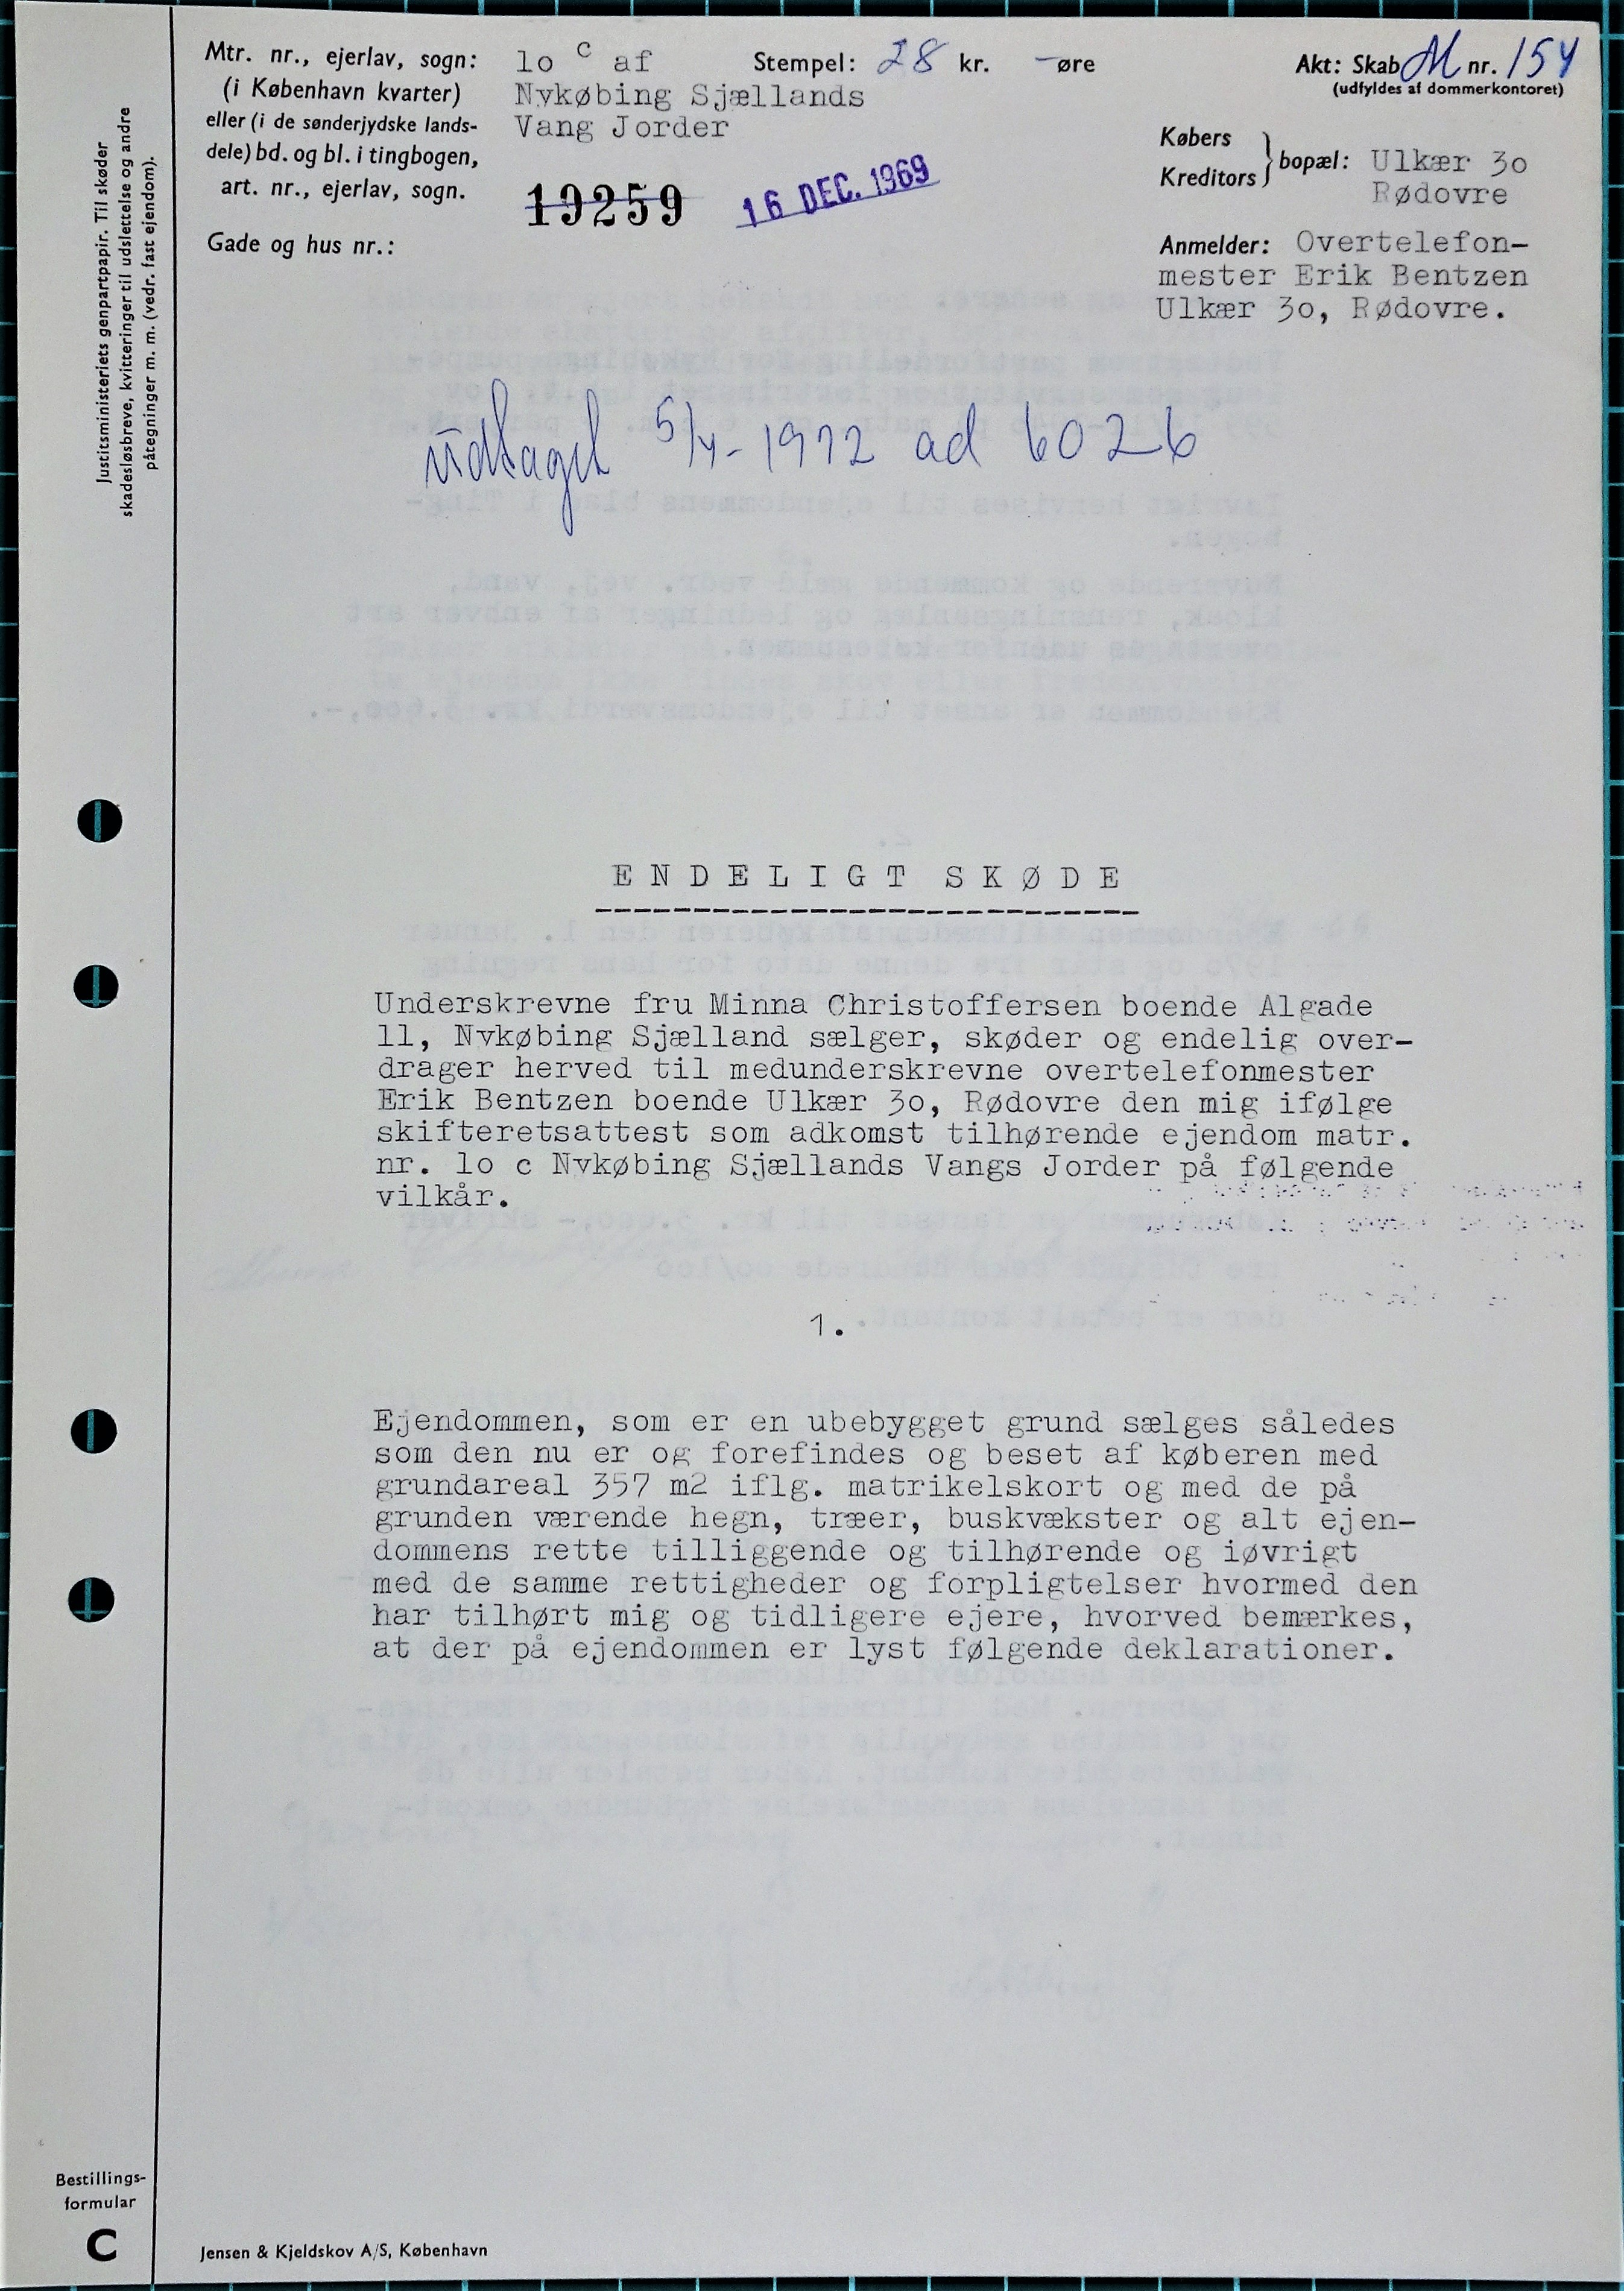 Mtr. nr., ejerlav, sogn:
(i København kvarter)
eller (i de sønderjydske lands-
dele) bd. og bl. i tingbogen,
art. nr., ejerlav, sogn.
Gade og hus nr.:
lo c af
Nykøbing Sjællands
Vang Jorder
19259
16 DEC. 1969
Stempel: 28 kr. - øre
Akt: Skab M nr. 154
(udfyldes af dommerkontoret)
Købers
Kreditors } bopæl: Ulkær 3o
Rødovre
Anmelder: Overtelefon-
mester Erik Bentzen
Ulkær 3o, Rødovre.
Justitsministeriets genpartpapir. Til skøder
skadesløsbreve, kvitteringer til udslettelse og andre
påtegninger m. m. (vedr. fast ejendom).
udtaget 5/4-1972 ad 6026
ENDELIGT SKØDE
Underskrevne fru Minna Christoffersen boende Algade
11, Nykøbing Sjælland sælger, skøder og endelig over-
drager herved til medunderskrevne overtelefonmester
Erik Bentzen boende Ulkær 3o, Rødovre den mig ifølge
skifteretsattest som adkomst tilhørende ejendom matr.
nr. lo c Nykøbing Sjællands Vangs Jorder på følgende
vilkår.
1.
Ejendommen, som er en ubebygget grund sælges således
som den nu er og forefindes og beset af køberen med
grundareal 357 m2 iflg. matrikelskort og med de på
grunden værende hegn, træer, buskvækster og alt ejen-
dommens rette tilliggende og tilhørende og iøvrigt
med de samme rettigheder og forpligtelser hvormed den
har tilhørt mig og tidligere ejere, hvorved bemærkes,
at der på ejendommen er lyst følgende deklarationer.
Bestillings-
formular
C
Jensen & Kjeldskov A/S, København